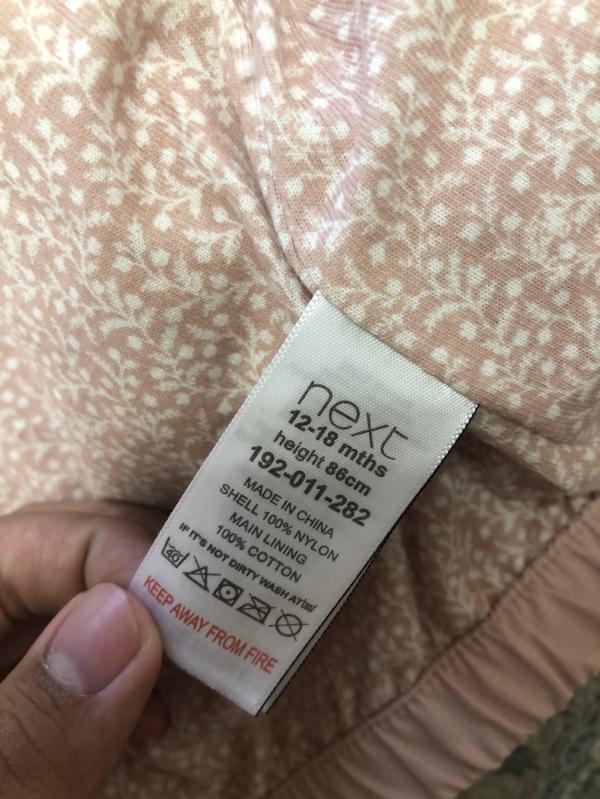 next
12-18 mths
height 86cm
192-011-282
MADE IN CHINA
SHELL 100% NYLON
MAIN LINING
100% COTTON
IF IT'S NOT DIRTY WASH AT
40
KEEP AWAY FROM FIRE